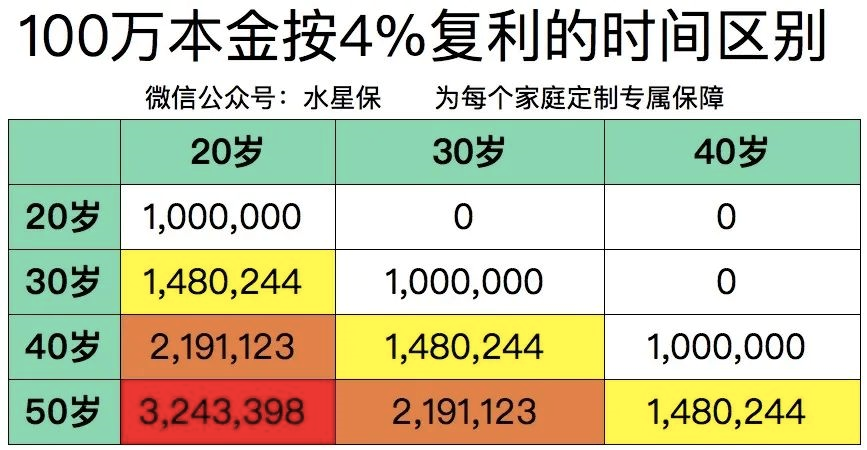 100万本金按4%复利的时间区别
微信公众号：水星保 为每个家庭定制专属保障
20岁 30岁 40岁
20岁 1,000,000 0 0
30岁 1,480,244 1,000,000 0
40岁 2,191,123 1,480,244 1,000,000
50岁 3,243,398 2,191,123 1,480,244